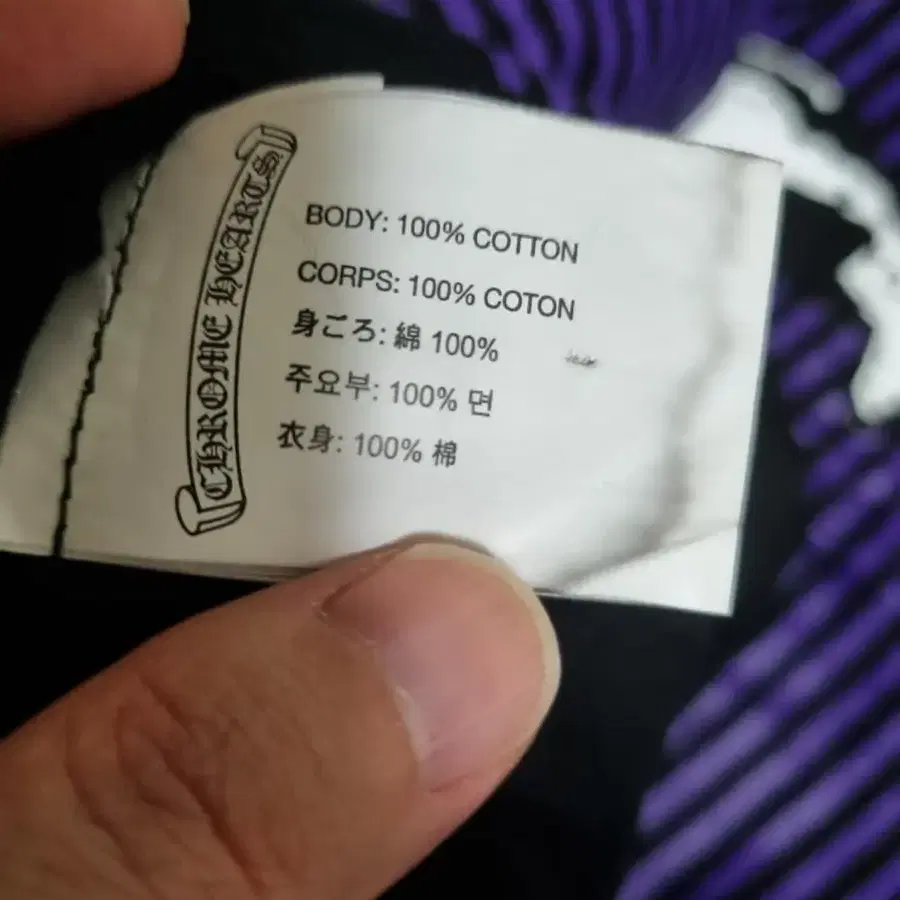 CHROME HEARTS
BODY: 100% COTTON
CORPS: 100% COTON
身ごろ: 綿 100%
주요부: 100% 면
衣身: 100% 棉